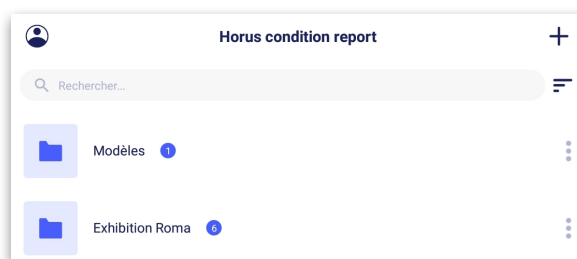 Horus condition report
Rechercher...
Modèles 1
Exhibition Roma 6